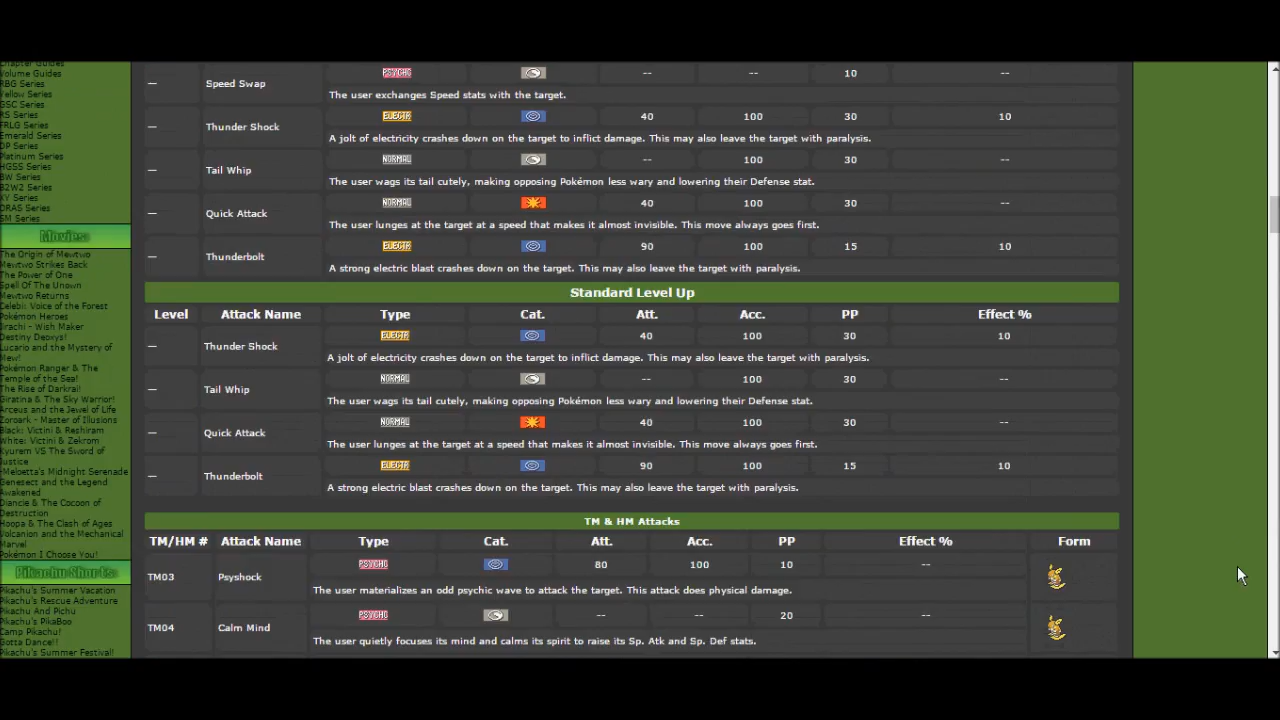 Chapter Guides
Volume Guides
RBG Series
Yellow Series
GSC Series
RS Series
FRLG Series
Emerald Series
DP Series
Platinum Series
HGSS Series
BW Series
B2W2 Series
XY Series
ORAS Series
SM Series
Movies:
The Origin of Mewtwo
Mewtwo Strikes Back
The Power of One
Spell Of The Unown
Mewtwo Returns
Celebi: Voice of the Forest
Pokémon Heroes
Jirachi - Wish Maker
Destiny Deoxys!
Lucario and the Mystery of
Mew!
Pokémon Ranger & The
Temple of the Sea!
The Rise of Darkrai!
Giratina & The Sky Warrior!
Arceus and the Jewel of Life
Zoroark - Master of Illusions
Black: Victini & Reshiram
White: Victini & Zekrom
Kyurem VS The Sword of
Justice
-Meloetta's Midnight Serenade
Genesect and the Legend
Awakened
Diancie & The Cocoon of
Destruction
Hoopa & The Clash of Ages
Volcanion and the Mechanical
Marvel
Pokémon I Choose You!
Pikachu Shorts:
Pikachu's Summer Vacation
Pikachu's Rescue Adventure
Pikachu And Pichu
Pikachu's PikaBoo
Camp Pikachu!
Gotta Dance!!
Pikachu's Summer Festival!
— Speed Swap PSYCHC -- -- 10 --
The user exchanges Speed stats with the target.
— Thunder Shock ELECTR 40 100 30 10
A jolt of electricity crashes down on the target to inflict damage. This may also leave the target with paralysis.
— Tail Whip NORMAL -- 100 30 --
The user wags its tail cutely, making opposing Pokémon less wary and lowering their Defense stat.
— Quick Attack NORMAL 40 100 30 --
The user lunges at the target at a speed that makes it almost invisible. This move always goes first.
— Thunderbolt ELECTR 90 100 15 10
A strong electric blast crashes down on the target. This may also leave the target with paralysis.
Standard Level Up
Level Attack Name Type Cat. Att. Acc. PP Effect %
— Thunder Shock ELECTR 40 100 30 10
A jolt of electricity crashes down on the target to inflict damage. This may also leave the target with paralysis.
— Tail Whip NORMAL -- 100 30 --
The user wags its tail cutely, making opposing Pokémon less wary and lowering their Defense stat.
— Quick Attack NORMAL 40 100 30 --
The user lunges at the target at a speed that makes it almost invisible. This move always goes first.
— Thunderbolt ELECTR 90 100 15 10
A strong electric blast crashes down on the target. This may also leave the target with paralysis.
TM & HM Attacks
TM/HM # Attack Name Type Cat. Att. Acc. PP Effect % Form
TM03 Psyshock PSYCHC 80 100 10 --
The user materializes an odd psychic wave to attack the target. This attack does physical damage.
TM04 Calm Mind PSYCHC -- -- 20 --
The user quietly focuses its mind and calms its spirit to raise its Sp. Atk and Sp. Def stats.